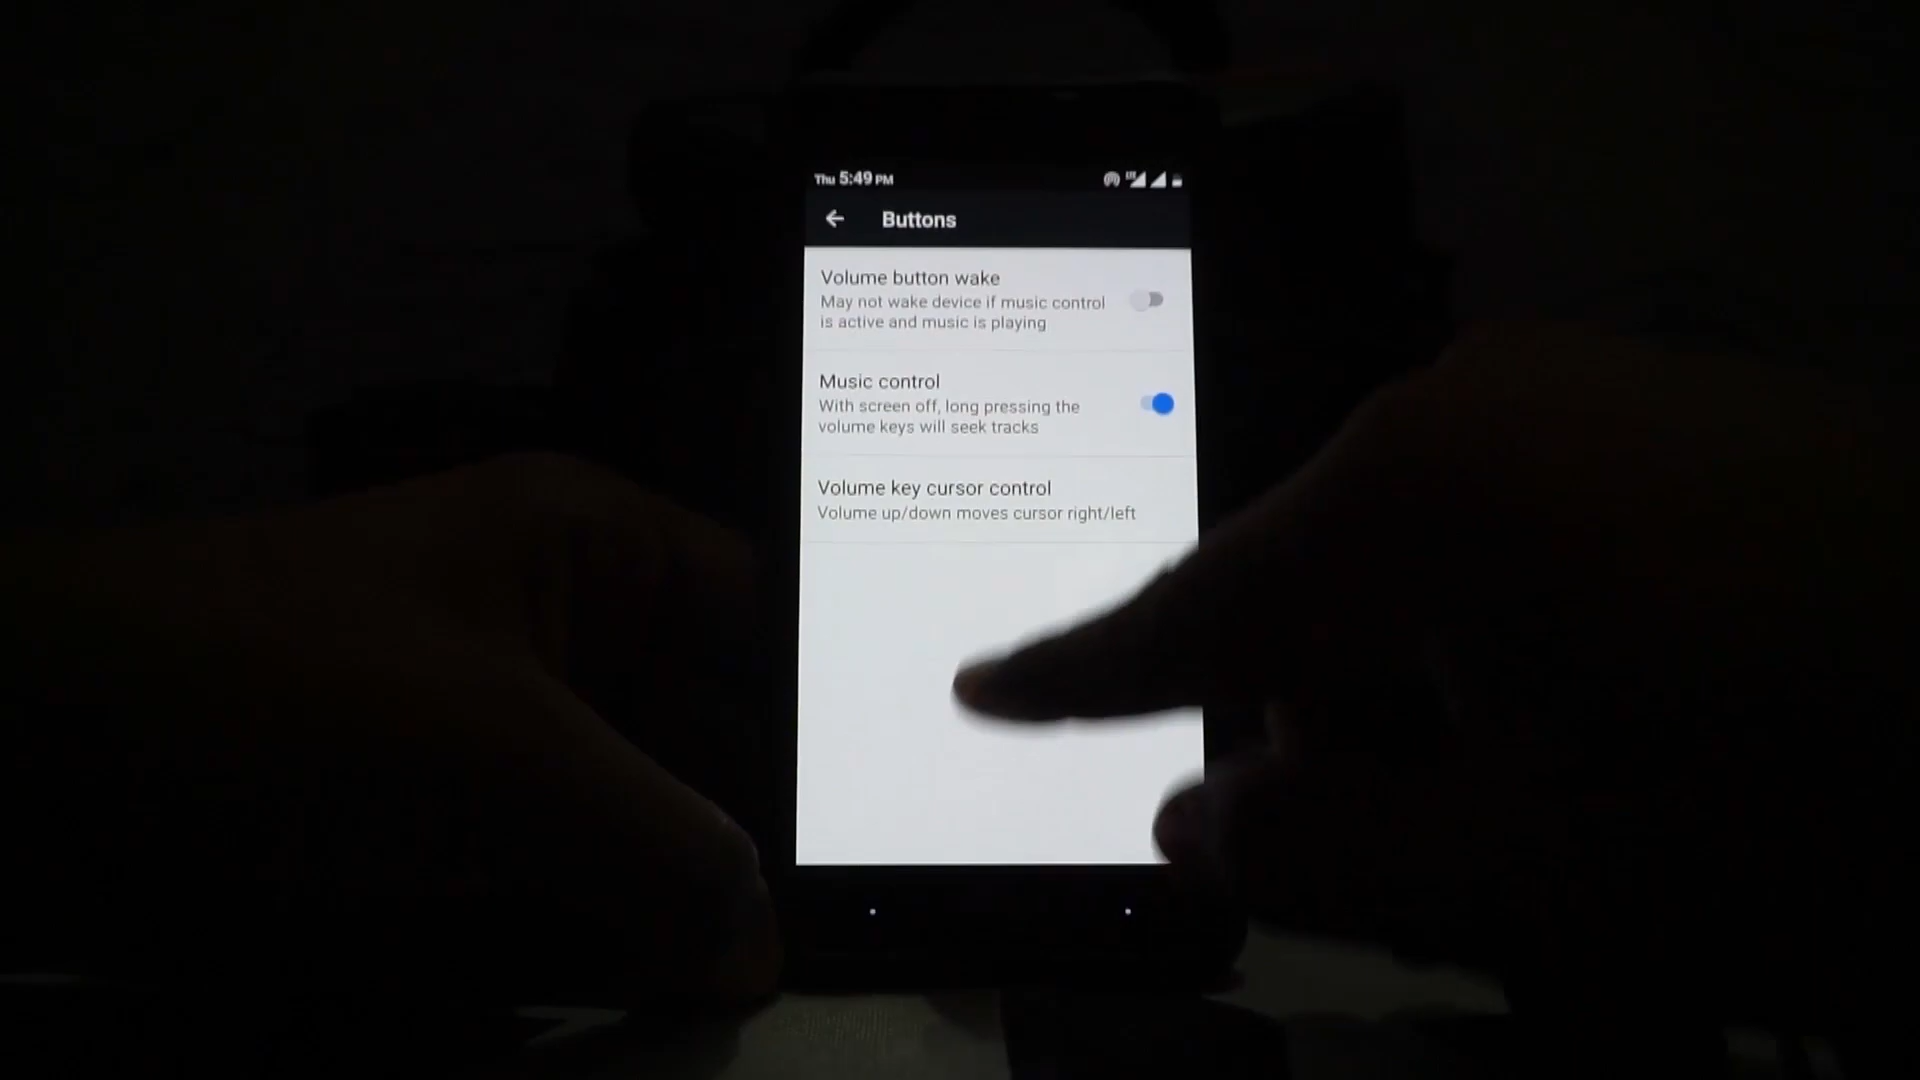 Thu 5:49 PM
Buttons
Volume button wake
May not wake device if music control
is active and music is playing
Music control
With screen off, long pressing the
volume keys will seek tracks
Volume key cursor control
Volume up/down moves cursor right/left